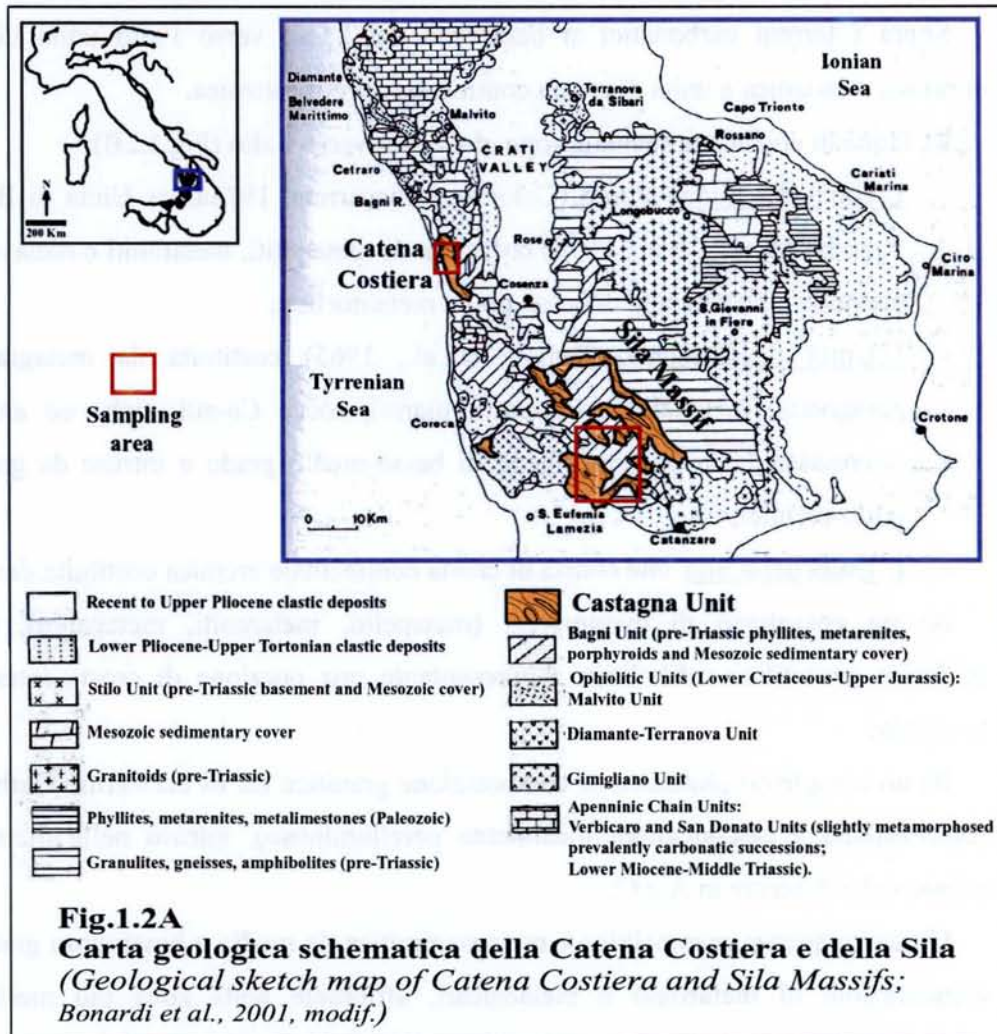 Ionian
Sea
Diamante
Belvedere
Marittimo
Malvito
Terranova
da Sibari
Capo Trionto
Rossano
CRATI
VALLEY
Cetraro
Cariati
Marina
Bagni R.
Longobucco
Rose
Catena
Costiera
Cosenza
Ciro
Marina
S.Giovanni
in Fiore
200 Km
Sila Massif
Tyrrenian
Sea
Sampling
area
Coreca
Crotone
0 10Km
S. Eufemia
Lamezia
Catanzaro
Recent to Upper Pliocene clastic deposits
Lower Pliocene-Upper Tortonian clastic deposits
Stilo Unit (pre-Triassic basement and Mesozoic cover)
Mesozoic sedimentary cover
Granitoids (pre-Triassic)
Phyllites, metarenites, metalimestones (Paleozoic)
Granulites, gneisses, amphibolites (pre-Triassic)
Castagna Unit
Bagni Unit (pre-Triassic phyllites, metarenites,
porphyroids and Mesozoic sedimentary cover)
Ophiolitic Units (Lower Cretaceous-Upper Jurassic):
Malvito Unit
Diamante-Terranova Unit
Gimigliano Unit
Apenninic Chain Units:
Verbicaro and San Donato Units (slightly metamorphosed
prevalently carbonatic successions;
Lower Miocene-Middle Triassic).
Fig.1.2A
Carta geologica schematica della Catena Costiera e della Sila
(Geological sketch map of Catena Costiera and Sila Massifs;
Bonardi et al., 2001, modif.)